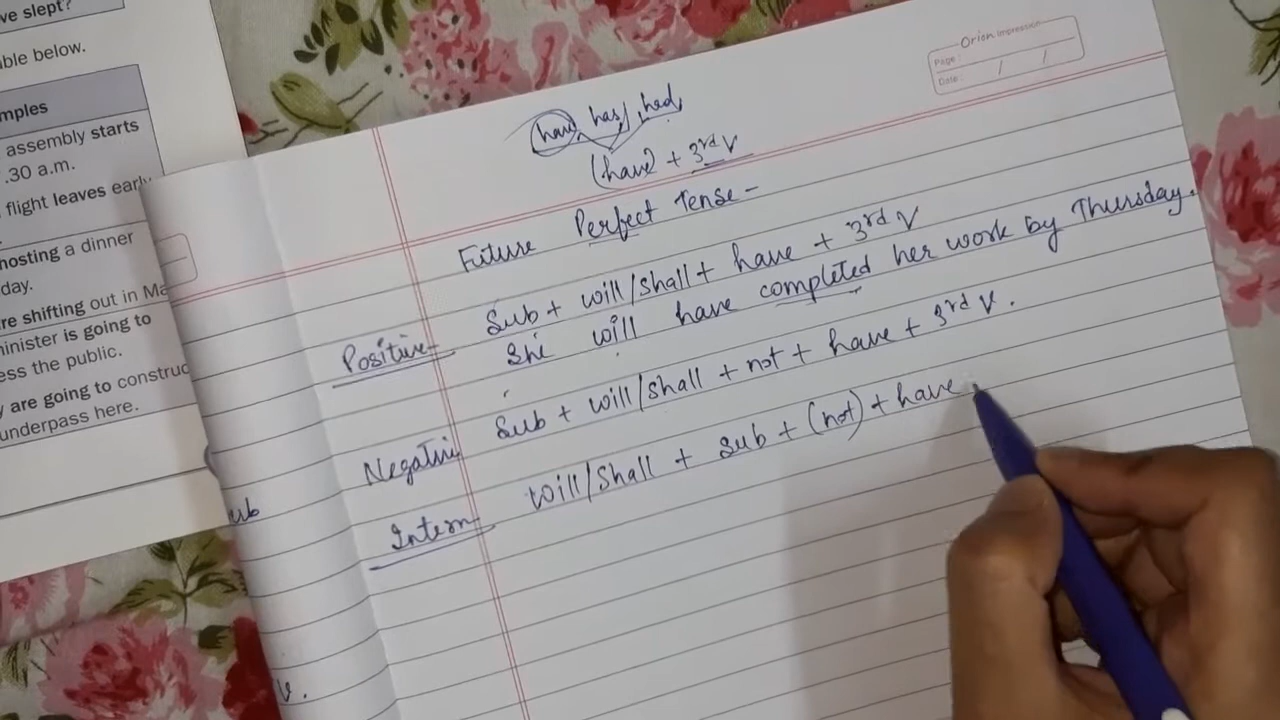 ve slept?
able below.
mples
assembly starts
.30 a.m.
flight leaves early
hosting a dinner
day.
re shifting out in Ma
minister is going to
ess the public.
y are going to construc
underpass here.
Orion Impression
Page:
Date: / /
have, has, had,
(have) + 3rd V
Future Perfect Tense -
Positive- Sub + will/shall + have + 3rd V
She will have completed her work by Thursday.
Negative Sub + will/shall + not + have + 3rd V.
Interr- Will/Shall + sub + (not) + have
ub
V.